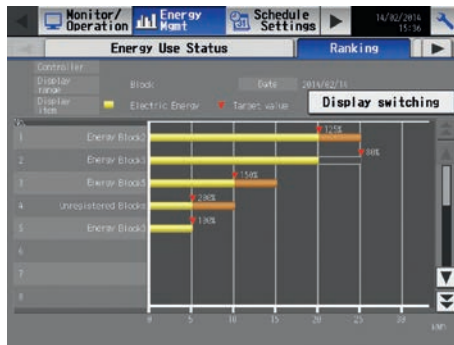 Monitor/ Operation
Energy Mgmt
Schedule Settings
14/02/2014 15:36
Energy Use Status
Ranking
Controller
Display range
Block
Date
2014/02/14
Display item
Electric Energy
Target value
Display switching
No.
1 Energy Block2 125%
2 Energy Block3 80%
3 Energy Block5 150%
4 Unregistered Blocks 200%
5 Energy Block3 100%
6
7
8
0 5 10 15 20 25 30
kWh